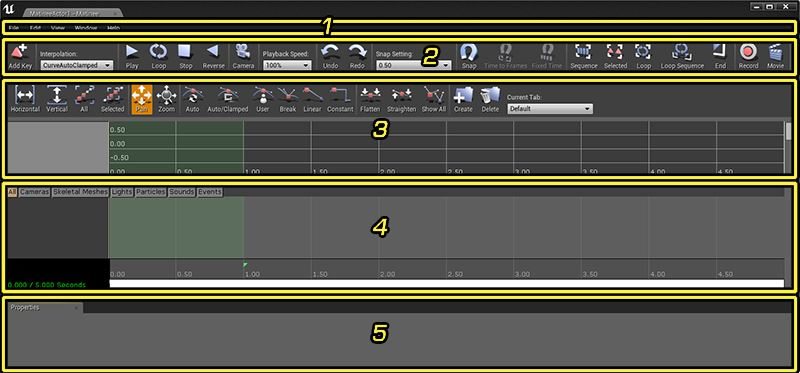 MatineeActor1 - Matinee
File Edit View Window Help
1
Add Key
Interpolation:
CurveAutoClamped
Play Loop Stop Reverse Camera
Playback Speed:
100%
Undo Redo
Snap Setting:
0.50
2
Snap Time to Frames Fixed Time Sequence Selected Loop Loop Sequence End Record Movie
Horizontal Vertical All Selected Pan Zoom Auto Auto/Clamped User Break Linear Constant Flatten Straighten Show All Create Delete
Current Tab:
Default
3
0.50
0.00
-0.50
0.00 0.50 1.00 1.50 2.00 2.50 3.00 3.50 4.00 4.50
All Cameras Skeletal Meshes Lights Particles Sounds Events
4
0.00 0.50 1.00 1.50 2.00 2.50 3.00 3.50 4.00 4.50
0.000 / 5.000 Seconds
Properties
5